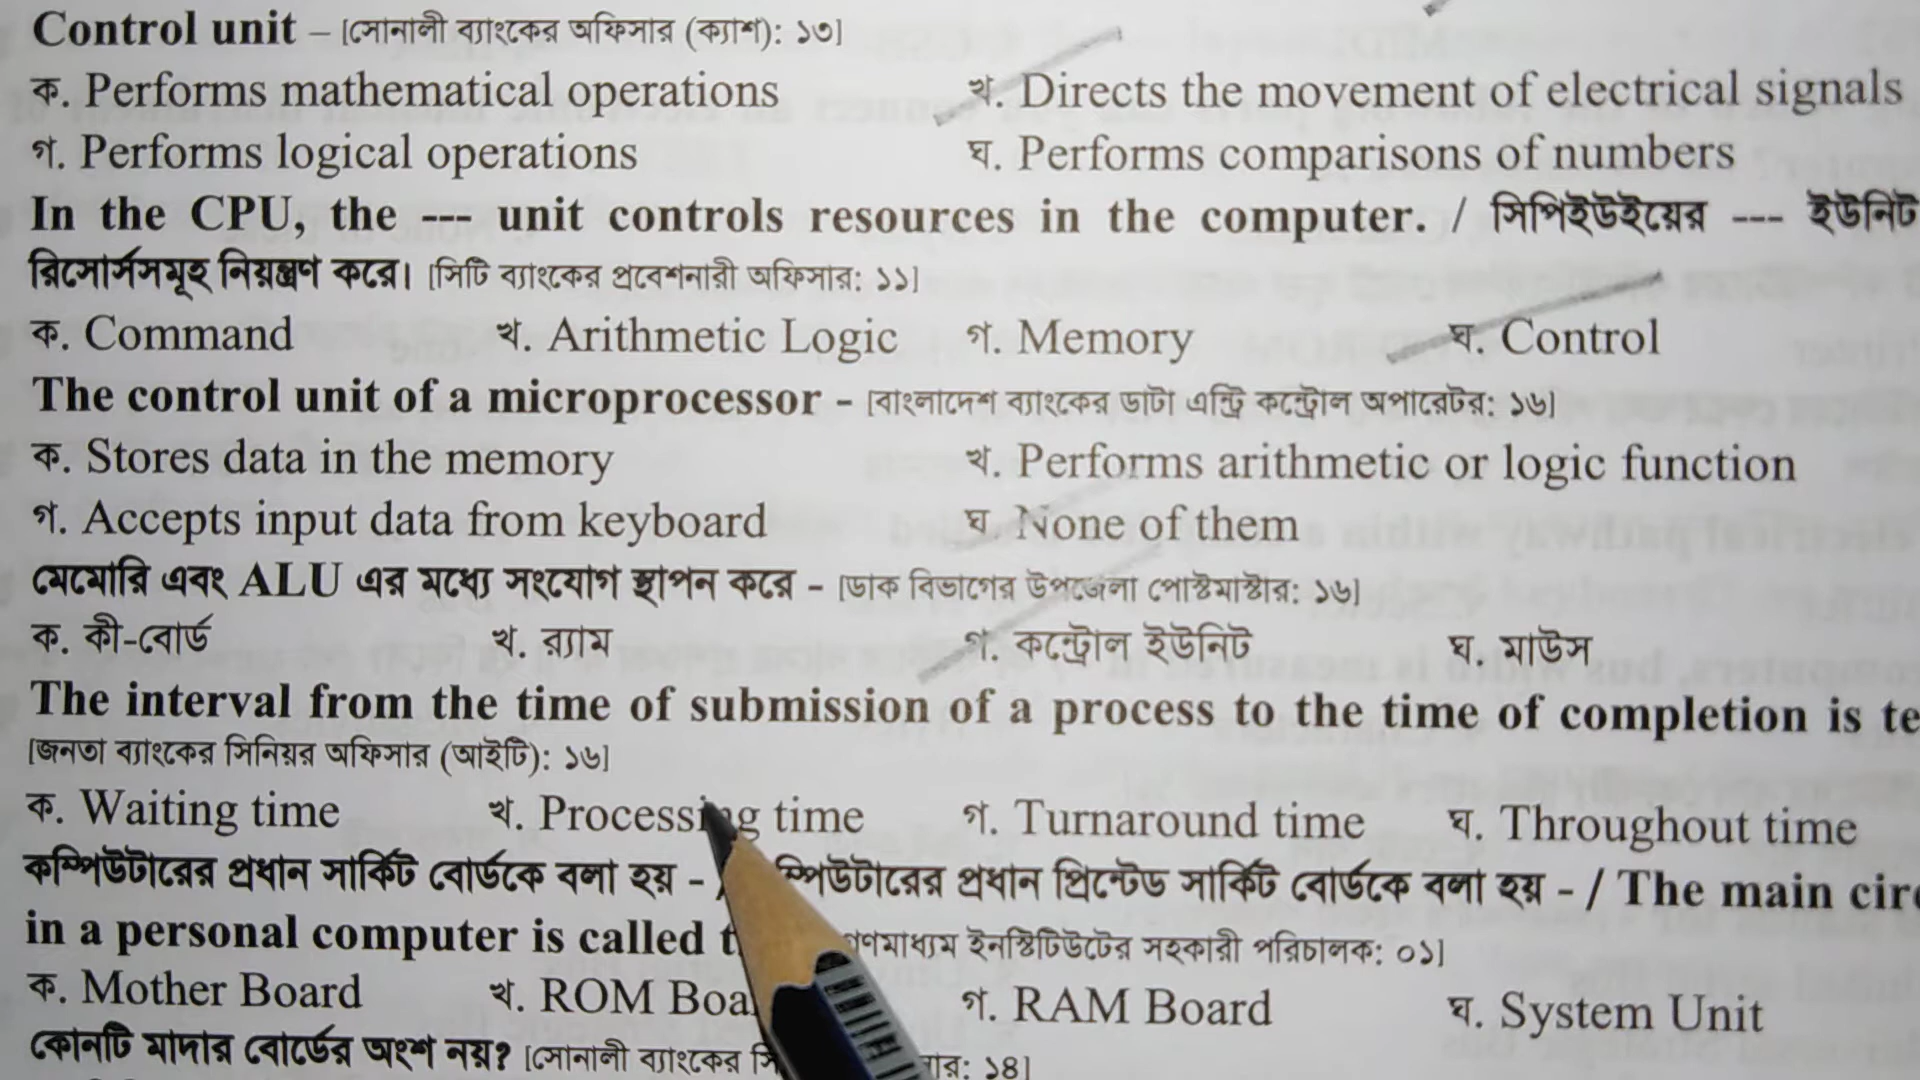 Control unit – [সোনালী ব্যাংকের অফিসার (ক্যাশ): ১৩]
ক. Performs mathematical operations খ. Directs the movement of electrical signals
গ. Performs logical operations ঘ. Performs comparisons of numbers
In the CPU, the --- unit controls resources in the computer. / সিপিইউইয়ের --- ইউনিট
রিসোর্সসমূহ নিয়ন্ত্রণ করে। [সিটি ব্যাংকের প্রবেশনারী অফিসার: ১১]
ক. Command খ. Arithmetic Logic গ. Memory ঘ. Control
The control unit of a microprocessor - [বাংলাদেশ ব্যাংকের ডাটা এন্ট্রি কন্ট্রোল অপারেটর: ১৬]
ক. Stores data in the memory খ. Performs arithmetic or logic function
গ. Accepts input data from keyboard ঘ. None of them
মেমোরি এবং ALU এর মধ্যে সংযোগ স্থাপন করে - [ডাক বিভাগের উপজেলা পোস্টমাস্টার: ১৬]
ক. কী-বোর্ড খ. র‍্যাম গ. কন্ট্রোল ইউনিট ঘ. মাউস
The interval from the time of submission of a process to the time of completion is te
[জনতা ব্যাংকের সিনিয়র অফিসার (আইটি): ১৬]
ক. Waiting time খ. Processing time গ. Turnaround time ঘ. Throughout time
কম্পিউটারের প্রধান সার্কিট বোর্ডকে বলা হয় - / ম্পিউটারের প্রধান প্রিন্টেড সার্কিট বোর্ডকে বলা হয় - / The main circ
in a personal computer is called t গণমাধ্যম ইনস্টিটিউটের সহকারী পরিচালক: ০১]
ক. Mother Board খ. ROM Boa গ. RAM Board ঘ. System Unit
কোনটি মাদার বোর্ডের অংশ নয়? [সোনালী ব্যাংকের সি সার: ১৪]